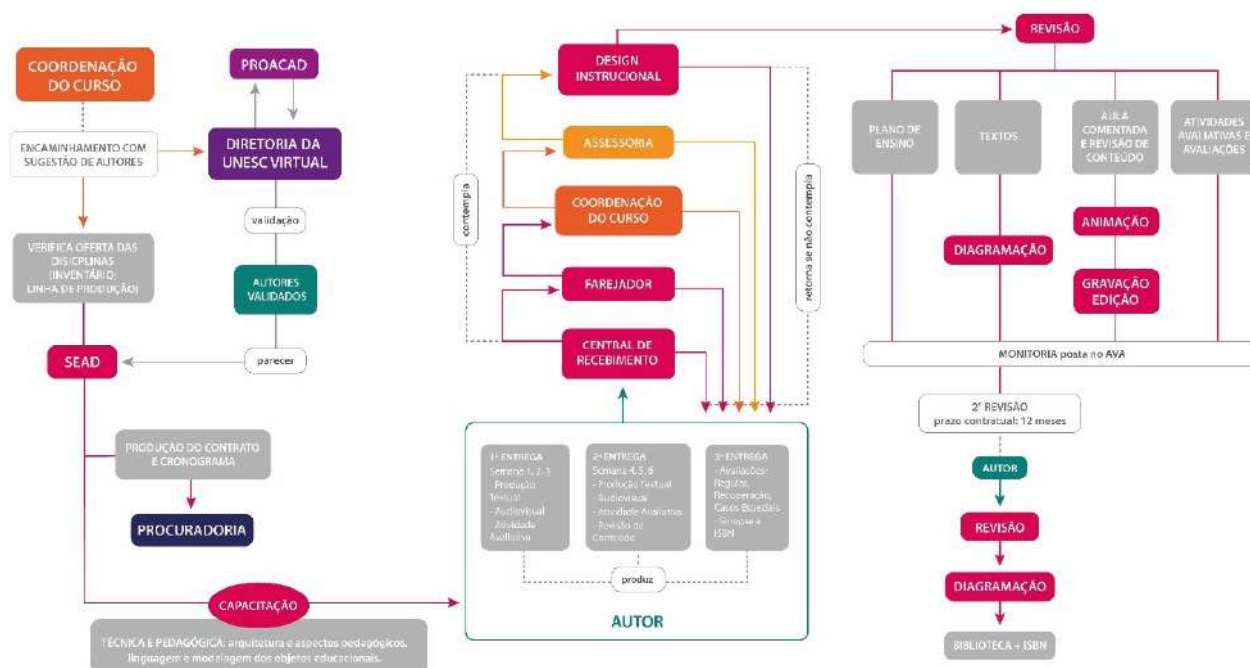 COORDENAÇÃO
DO CURSO
PROACAD
ENCAMINHAMENTO COM
SUGESTÃO DE AUTORES
DIRETORIA DA
UNESC VIRTUAL
validação
VERIFICA OFERTA DAS
DISICPLINAS
(INVENTÁRIO;
LINHA DE PRODUÇÃO)
AUTORES
VALIDADOS
SEAD
parecer
PRODUÇÃO DO CONTRATO
E CRONOGRAMA
PROCURADORIA
CAPACITAÇÃO
TÉCNICA E PEDAGÓGICA: arquitetura e aspectos pedagógicos,
linguagem e modelagem dos objetos educacionais.
DESIGN
INSTRUCIONAL
ASSESSORIA
contempla
COORDENAÇÃO
DO CURSO
retorna se não contempla
FAREJADOR
CENTRAL DE
RECEBIMENTO
1ª ENTREGA
Semana 1, 2, 3
- Produção
Textual
- Audiovisual
- Atividade
Avaliativa
2ª ENTREGA
Semana 4, 5, 6
- Produção Textual
- Audiovisual
- Atividade Avaliativa
- Revisão de
Conteúdo
3ª ENTREGA
- Avaliações:
Regular,
Recuperação,
Casos Especiais
- Sinopse e
ISBN
produz
AUTOR
REVISÃO
PLANO DE
ENSINO
TEXTOS
AULA
COMENTADA
E REVISÃO DE
CONTEÚDO
ATIVIDADES
AVALIATIVAS E
AVALIAÇÕES
ANIMAÇÃO
DIAGRAMAÇÃO
GRAVAÇÃO
EDIÇÃO
MONITORIA posta no AVA
2ª REVISÃO
prazo contratual: 12 meses
AUTOR
REVISÃO
DIAGRAMAÇÃO
BIBLIOTECA + ISBN